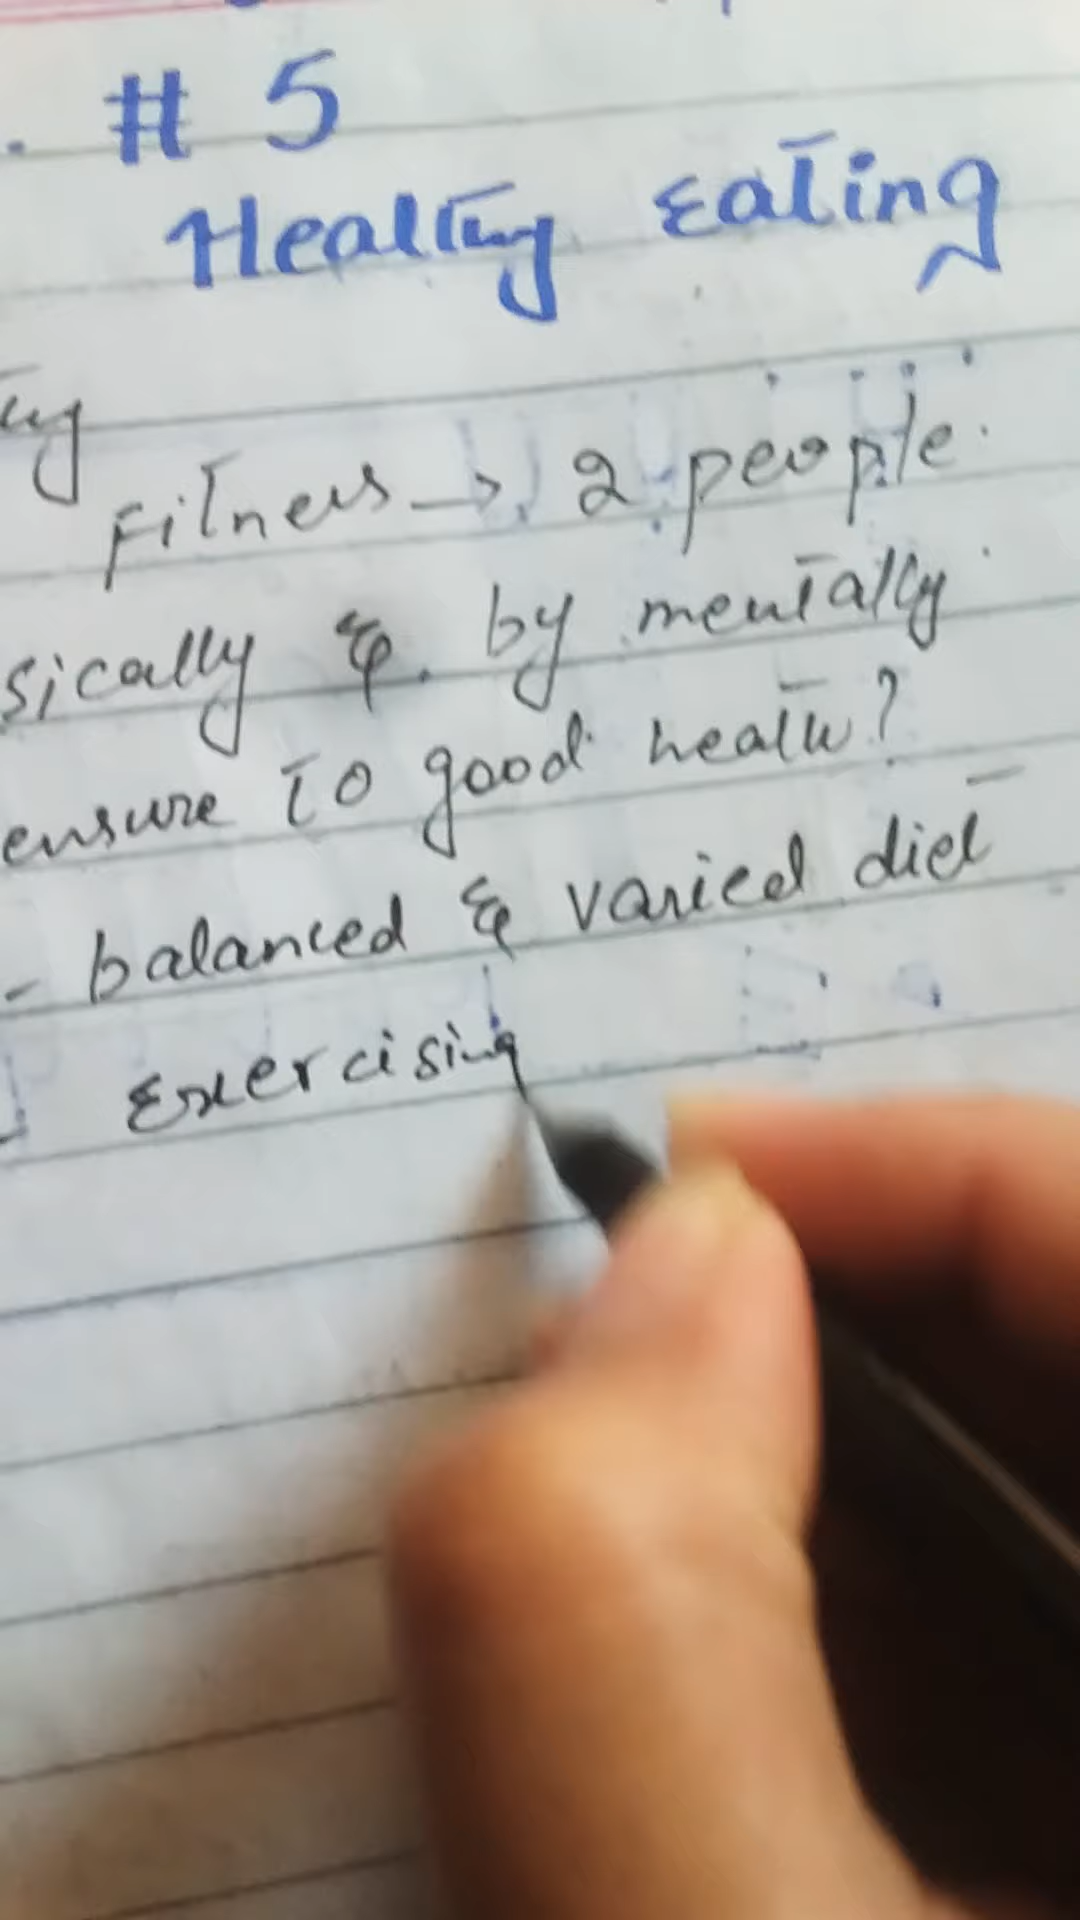 # 5
Healthy Eating
Fitness → 2 people.
sically & by mentally
ensure to good health?
- balanced & varied diet
Exercising